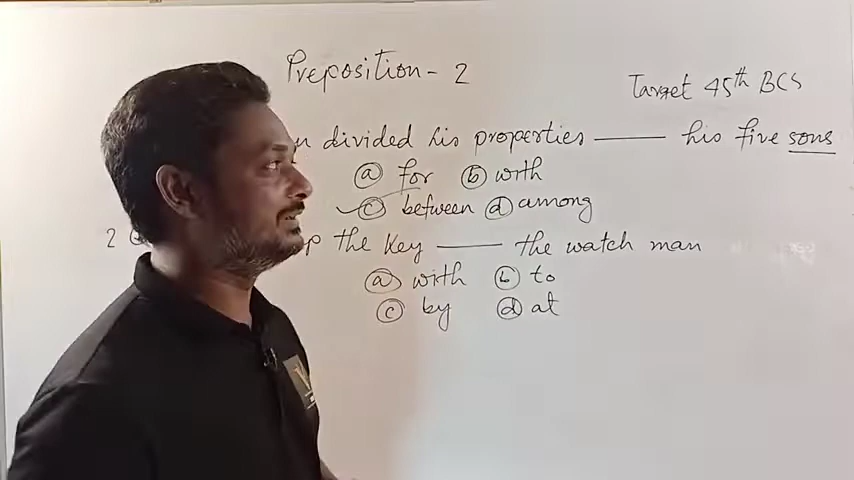 Preposition - 2
Target 45th BCS
n divided his properties ——— his five sons
ⓐ for ⓑ with
✓ⓒ between ⓓ among
2 p the key ——— the watch man
ⓐ with ⓑ to
ⓒ by ⓓ at